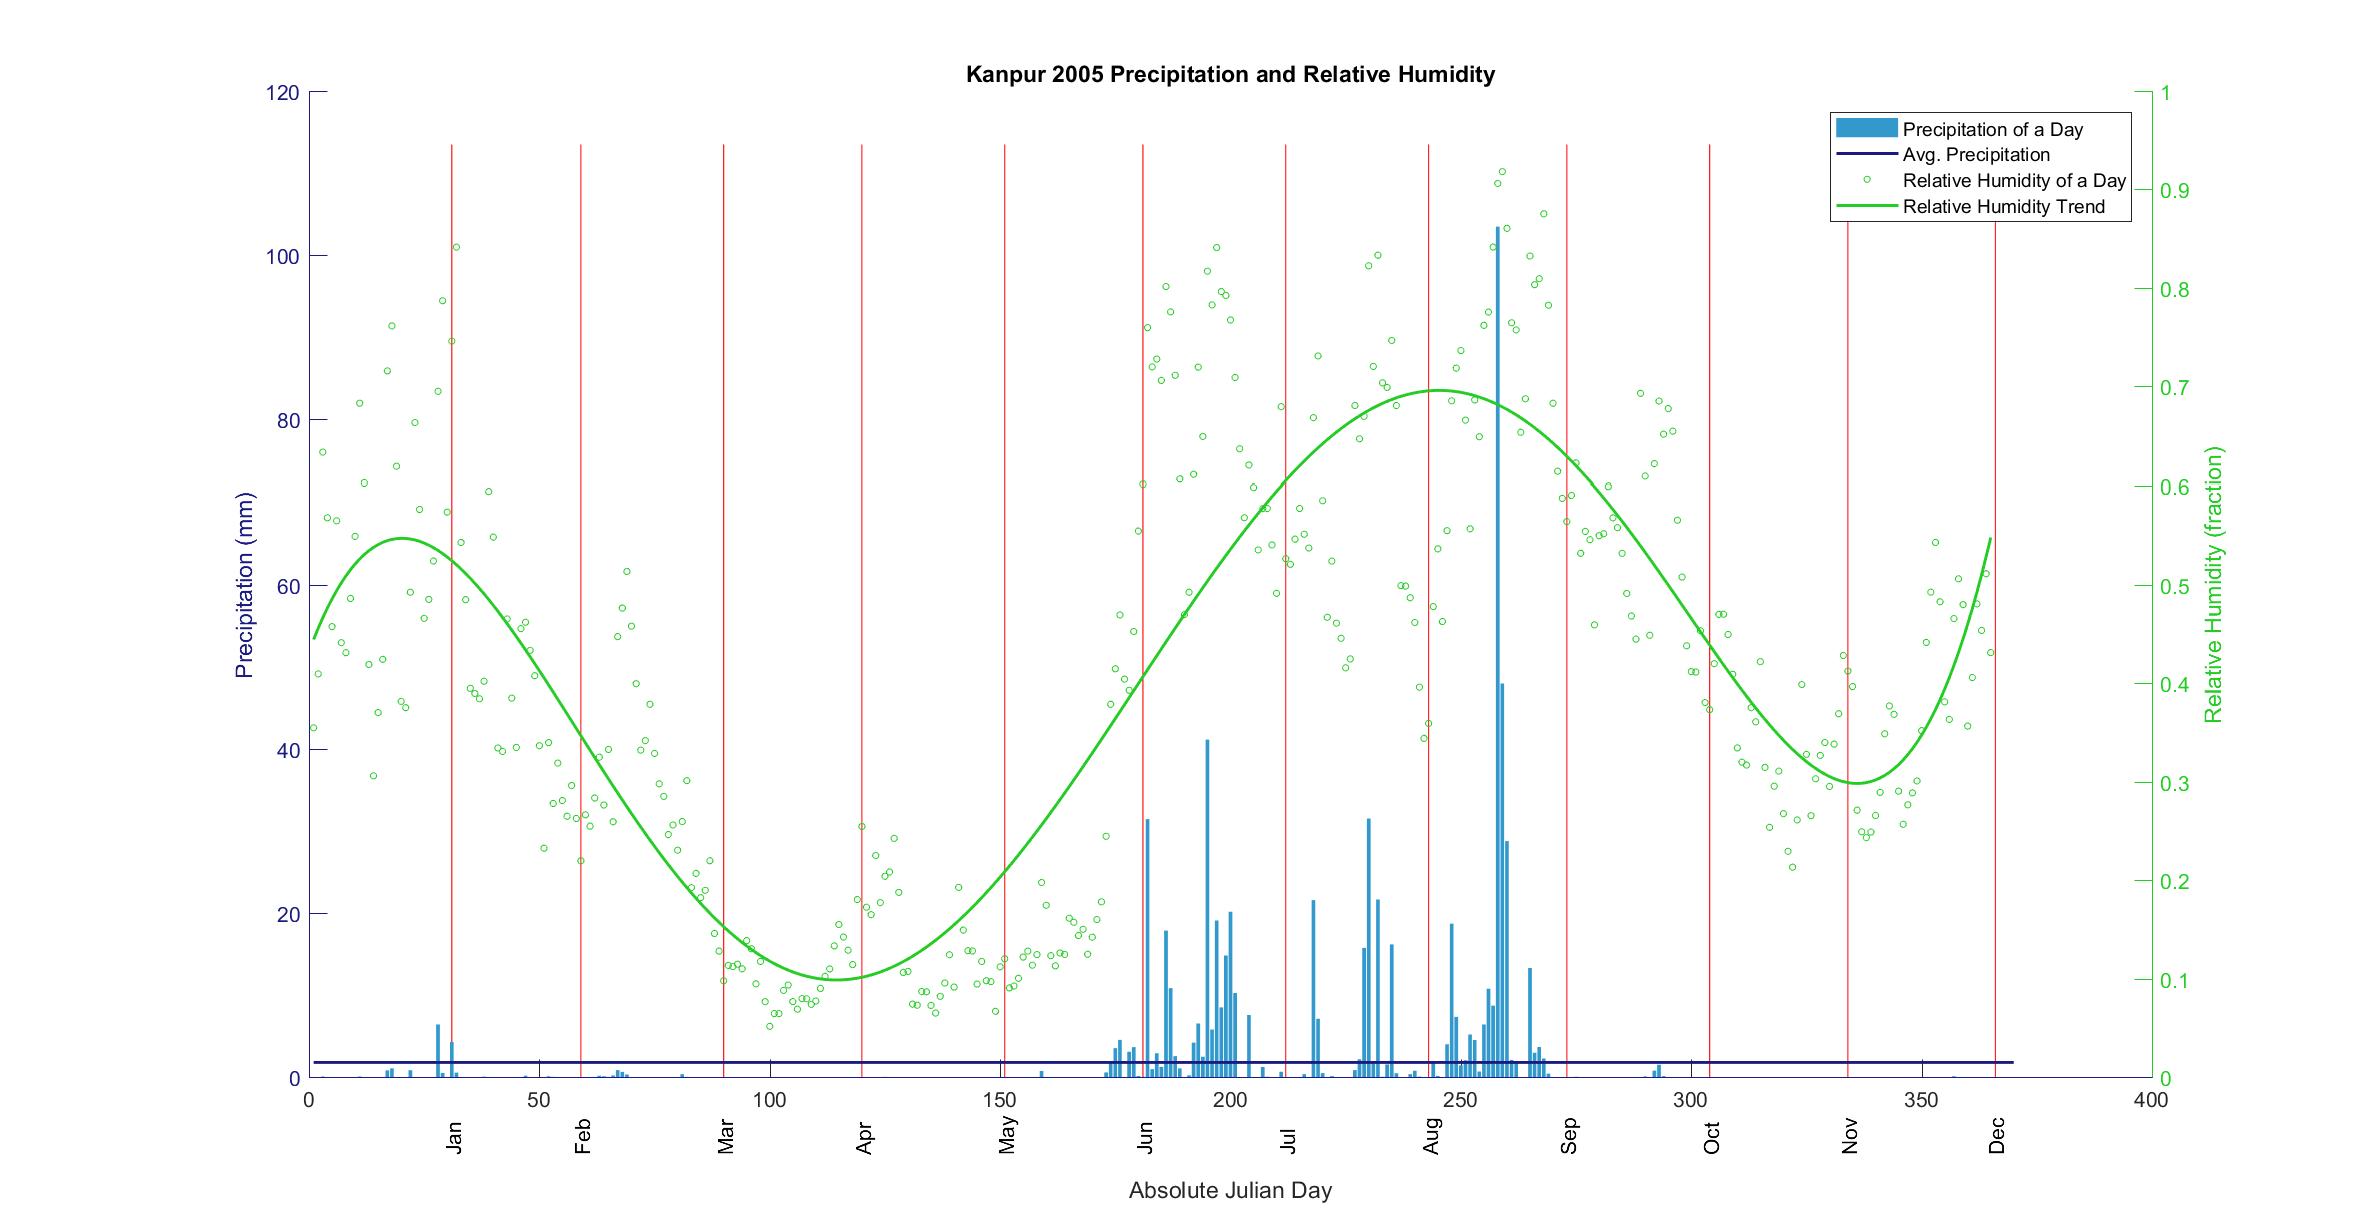 Kanpur 2005 Precipitation and Relative Humidity
Precipitation of a Day
Avg. Precipitation
Relative Humidity of a Day
Relative Humidity Trend
Precipitation (mm)
120
100
80
60
40
20
0
1
0.9
0.8
0.7
0.6
0.5
0.4
0.3
0.2
0.1
0
Relative Humidity (fraction)
0 50 100 150 200 250 300 350 400
Jan Feb Mar Apr May Jun Jul Aug Sep Oct Nov Dec
Absolute Julian Day